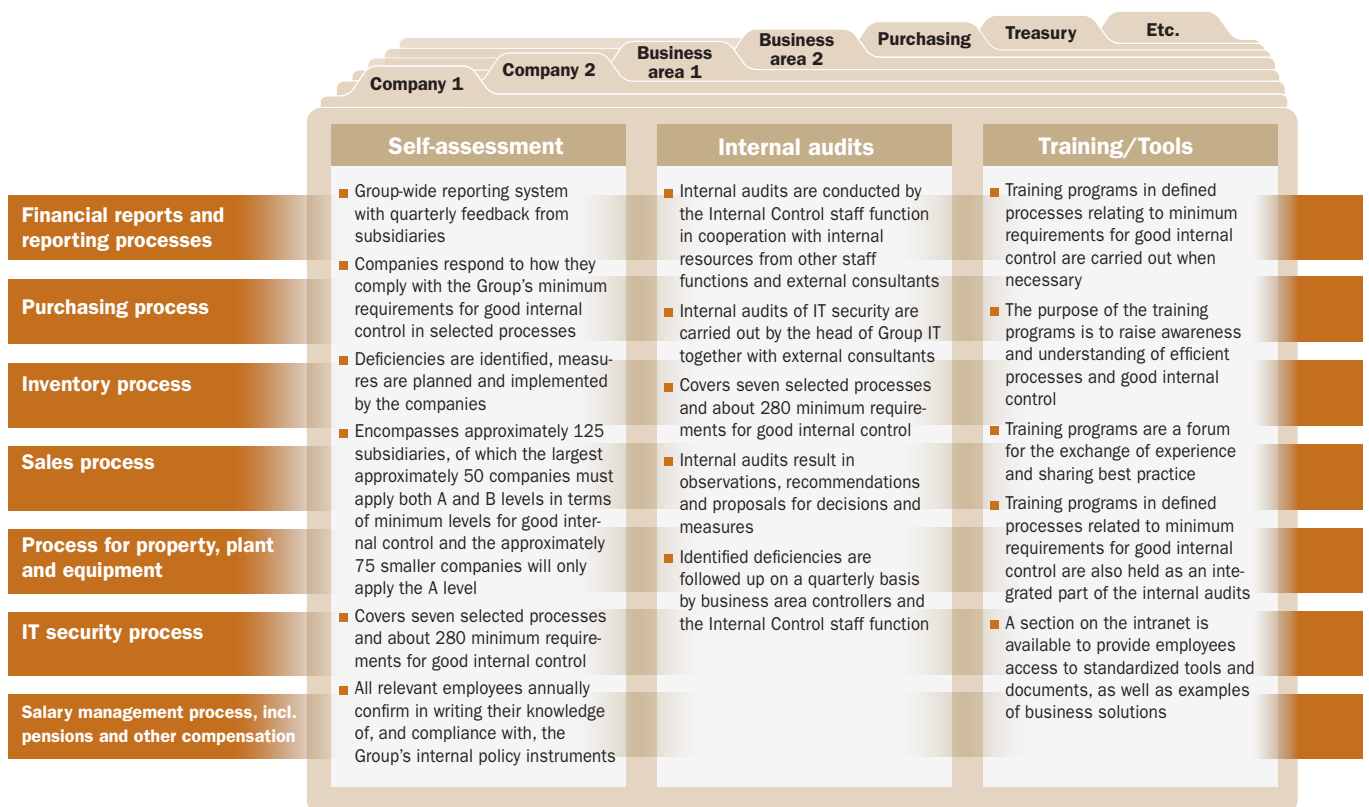 Company 1
Company 2
Business
area 1
Business
area 2
Purchasing
Treasury
Etc.
Financial reports and
reporting processes
Purchasing process
Inventory process
Sales process
Process for property, plant
and equipment
IT security process
Salary management process, incl.
pensions and other compensation
Self-assessment
Group-wide reporting system
with quarterly feedback from
subsidiaries
Companies respond to how they
comply with the Group's minimum
requirements for good internal
control in selected processes
Deficiencies are identified, measu-
res are planned and implemented
by the companies
Encompasses approximately 125
subsidiaries, of which the largest
approximately 50 companies must
apply both A and B levels in terms
of minimum levels for good inter-
nal control and the approximately
75 smaller companies will only
apply the A level
Covers seven selected processes
and about 280 minimum require-
ments for good internal control
All relevant employees annually
confirm in writing their knowledge
of, and compliance with, the
Group's internal policy instruments
Internal audits
Internal audits are conducted by
the Internal Control staff function
in cooperation with internal
resources from other staff
functions and external consultants
Internal audits of IT security are
carried out by the head of Group IT
together with external consultants
Covers seven selected processes
and about 280 minimum require-
ments for good internal control
Internal audits result in
observations, recommendations
and proposals for decisions and
measures
Identified deficiencies are
followed up on a quarterly basis
by business area controllers and
the Internal Control staff function
Training/Tools
Training programs in defined
processes relating to minimum
requirements for good internal
control are carried out when
necessary
The purpose of the training
programs is to raise awareness
and understanding of efficient
processes and good internal
control
Training programs are a forum
for the exchange of experience
and sharing best practice
Training programs in defined
processes related to minimum
requirements for good internal
control are also held as an inte-
grated part of the internal audits
A section on the intranet is
available to provide employees
access to standardized tools and
documents, as well as examples
of business solutions